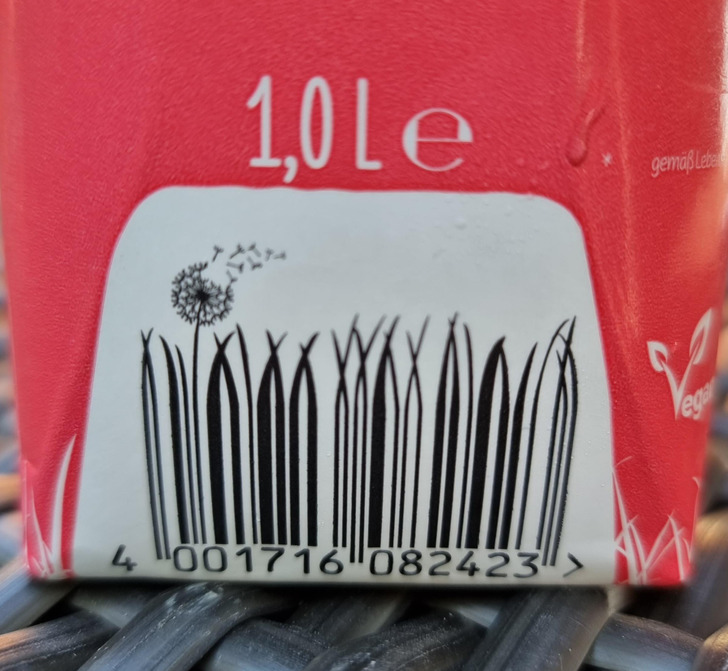 1,0 L e
* gemäß Lebe
Vegan
4 001716 082423 >